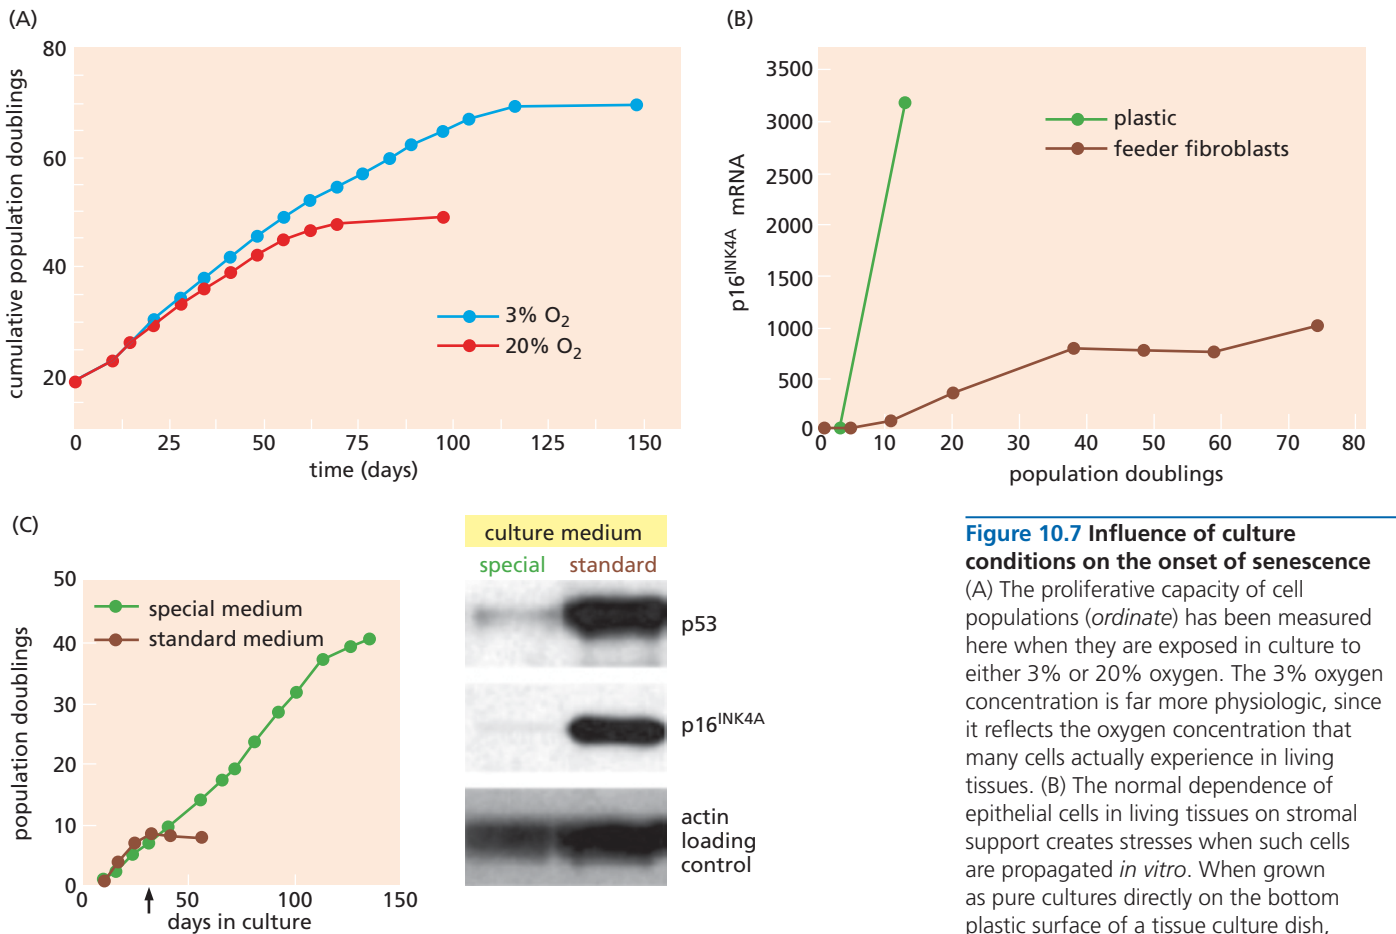 (A)
80
60
40
20
cumulative population doublings
3% O2
20% O2
0 25 50 75 100 125 150
time (days)
(B)
3500
3000
2500
2000
1500
1000
500
0
p16INK4A mRNA
plastic
feeder fibroblasts
0 10 20 30 40 50 60 70 80
population doublings
(C)
50
40
30
20
10
0
population doublings
special medium
standard medium
0 50 100 150
days in culture
culture medium
special standard
p53
p16INK4A
actin
loading
control
Figure 10.7 Influence of culture
conditions on the onset of senescence
(A) The proliferative capacity of cell
populations (ordinate) has been measured
here when they are exposed in culture to
either 3% or 20% oxygen. The 3% oxygen
concentration is far more physiologic, since
it reflects the oxygen concentration that
many cells actually experience in living
tissues. (B) The normal dependence of
epithelial cells in living tissues on stromal
support creates stresses when such cells
are propagated in vitro. When grown
as pure cultures directly on the bottom
plastic surface of a tissue culture dish,